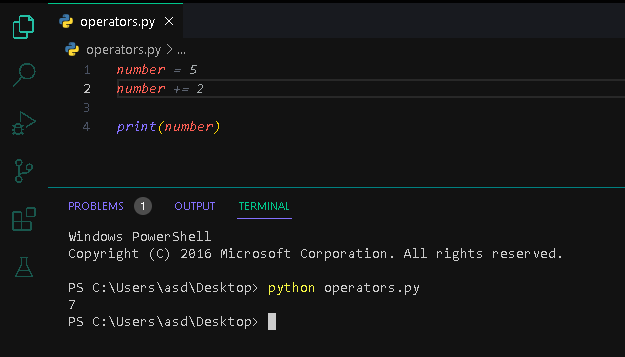 operators.py ×
operators.py > ...
1 number = 5
2 number += 2
3
4 print(number)
PROBLEMS 1 OUTPUT TERMINAL
Windows PowerShell
Copyright (C) 2016 Microsoft Corporation. All rights reserved.
PS C:\Users\asd\Desktop> python operators.py
7
PS C:\Users\asd\Desktop>